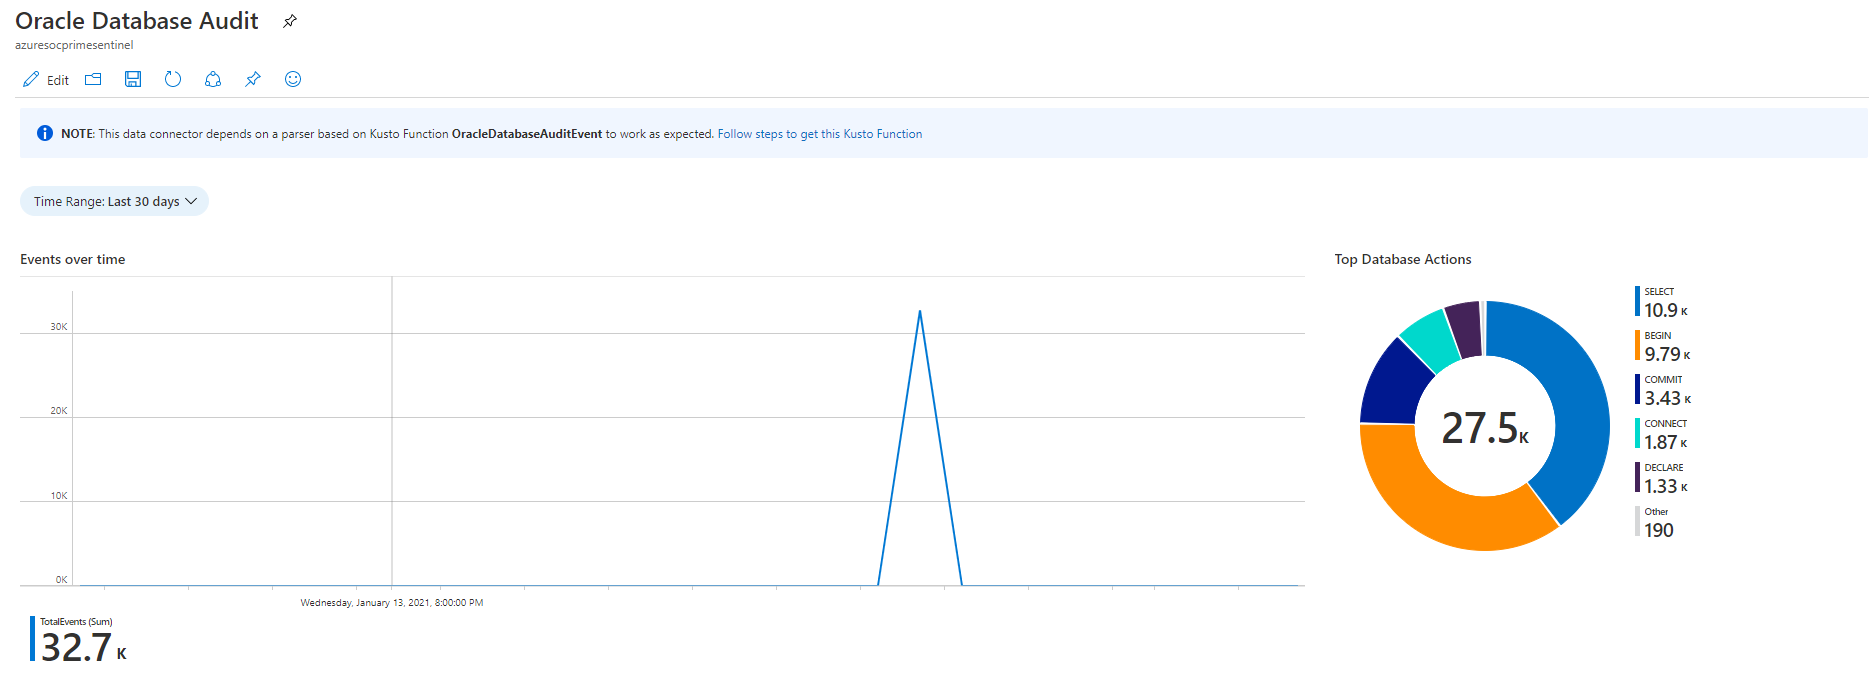 Oracle Database Audit
azuresocprimesentinel
Edit
NOTE: This data connector depends on a parser based on Kusto Function OracleDatabaseAuditEvent to work as expected. Follow steps to get this Kusto Function
Time Range: Last 30 days
Events over time
30K
20K
10K
0K
Wednesday, January 13, 2021, 8:00:00 PM
TotalEvents (Sum)
32.7 K
Top Database Actions
27.5K
SELECT
10.9 K
BEGIN
9.79 K
COMMIT
3.43 K
CONNECT
1.87 K
DECLARE
1.33 K
Other
190